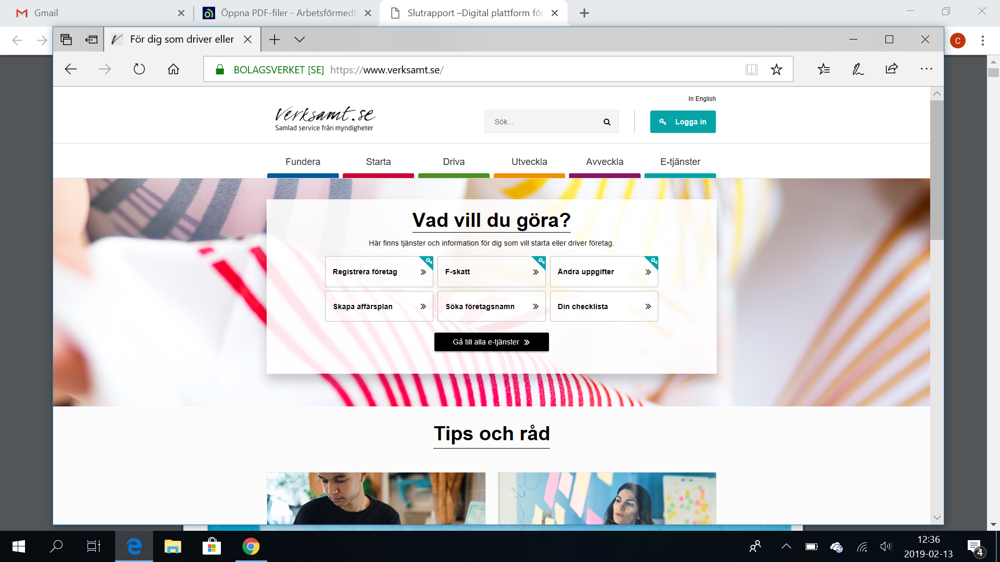 Gmail
Öppna PDF-filer - Arbetsförmedli
Slutrapport –Digital plattform för
C
För dig som driver eller
BOLAGSVERKET [SE] https://www.verksamt.se/
In English
Verksamt.se
Samlad service från myndigheter
Sök...
Logga in
Fundera
Starta
Driva
Utveckla
Avveckla
E-tjänster
Vad vill du göra?
Här finns tjänster och information för dig som vill starta eller driver företag.
Registrera företag
F-skatt
Ändra uppgifter
Skapa affärsplan
Söka företagsnamn
Din checklista
Gå till alla e-tjänster
Tips och råd
12:36
2019-02-13
4